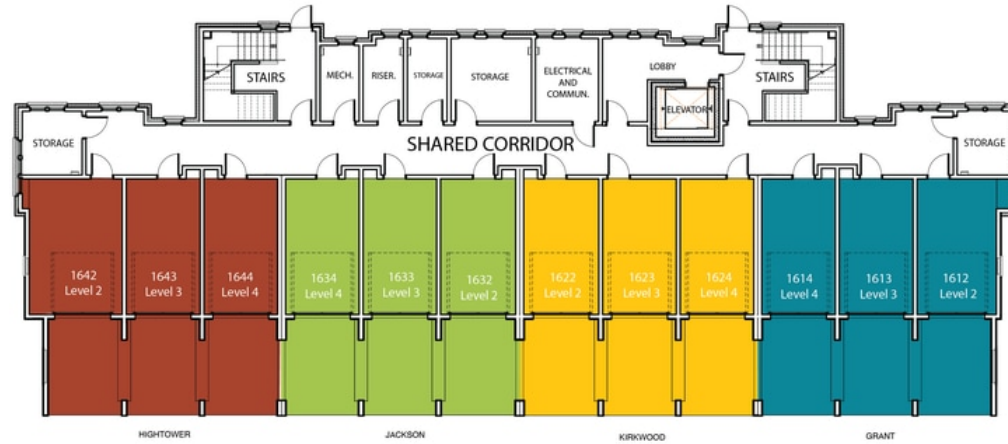 STAIRS
MECH.
RISER.
STORAGE
STORAGE
ELECTRICAL
AND
COMMUN.
LOBBY
ELEVATOR
STAIRS
STORAGE
SHARED CORRIDOR
STORAGE
1642
Level 2
1643
Level 3
1644
Level 4
1634
Level 4
1633
Level 3
1632
Level 2
1622
Level 2
1623
Level 3
1624
Level 4
1614
Level 4
1613
Level 3
1612
Level 2
HIGHTOWER
JACKSON
KIRKWOOD
GRANT